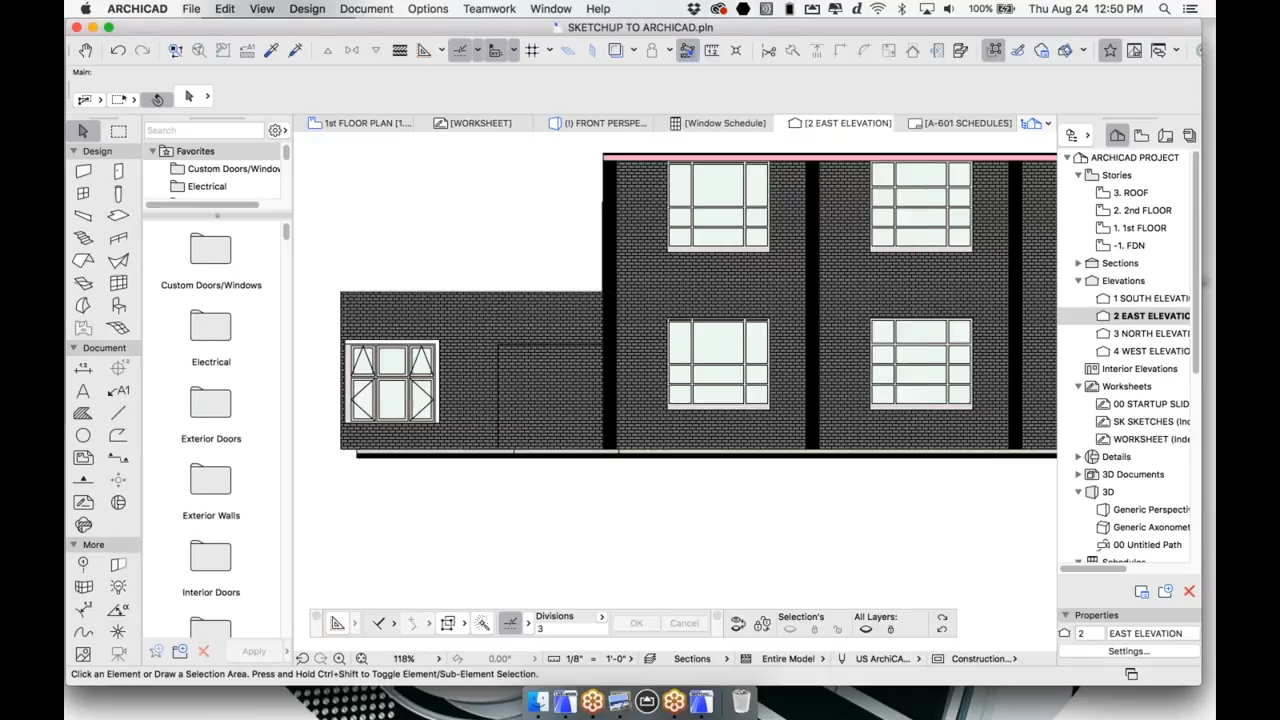 ARCHICAD File Edit View Design Document Options Teamwork Window Help 100% Thu Aug 24 12:50 PM
SKETCHUP TO ARCHICAD.pln
Main:
Search
1st FLOOR PLAN [1....
[WORKSHEET]
(!) FRONT PERSPE...
[Window Schedule]
[2 EAST ELEVATION]
[A-601 SCHEDULES]
Design
Document
More
Favorites
Custom Doors/Windo
Electrical
Custom Doors/Windows
Electrical
Exterior Doors
Exterior Walls
Interior Doors
Apply
ARCHICAD PROJECT
Stories
3. ROOF
2. 2nd FLOOR
1. 1st FLOOR
-1. FDN
Sections
Elevations
1 SOUTH ELEVATI
2 EAST ELEVATIO
3 NORTH ELEVATI
4 WEST ELEVATIO
Interior Elevations
Worksheets
00 STARTUP SLID
SK SKETCHES (In
WORKSHEET (Inde
Details
3D Documents
3D
Generic Perspecti
Generic Axonomet
00 Untitled Path
Schedules
Properties
2 EAST ELEVATION
Settings...
Divisions
3
OK
Cancel
Selection's
All Layers:
118%
0.00°
1/8" = 1'-0"
Sections
Entire Model
US ArchiCA...
Construction...
Click an Element or Draw a Selection Area. Press and Hold Ctrl+Shift to Toggle Element/Sub-Element Selection.